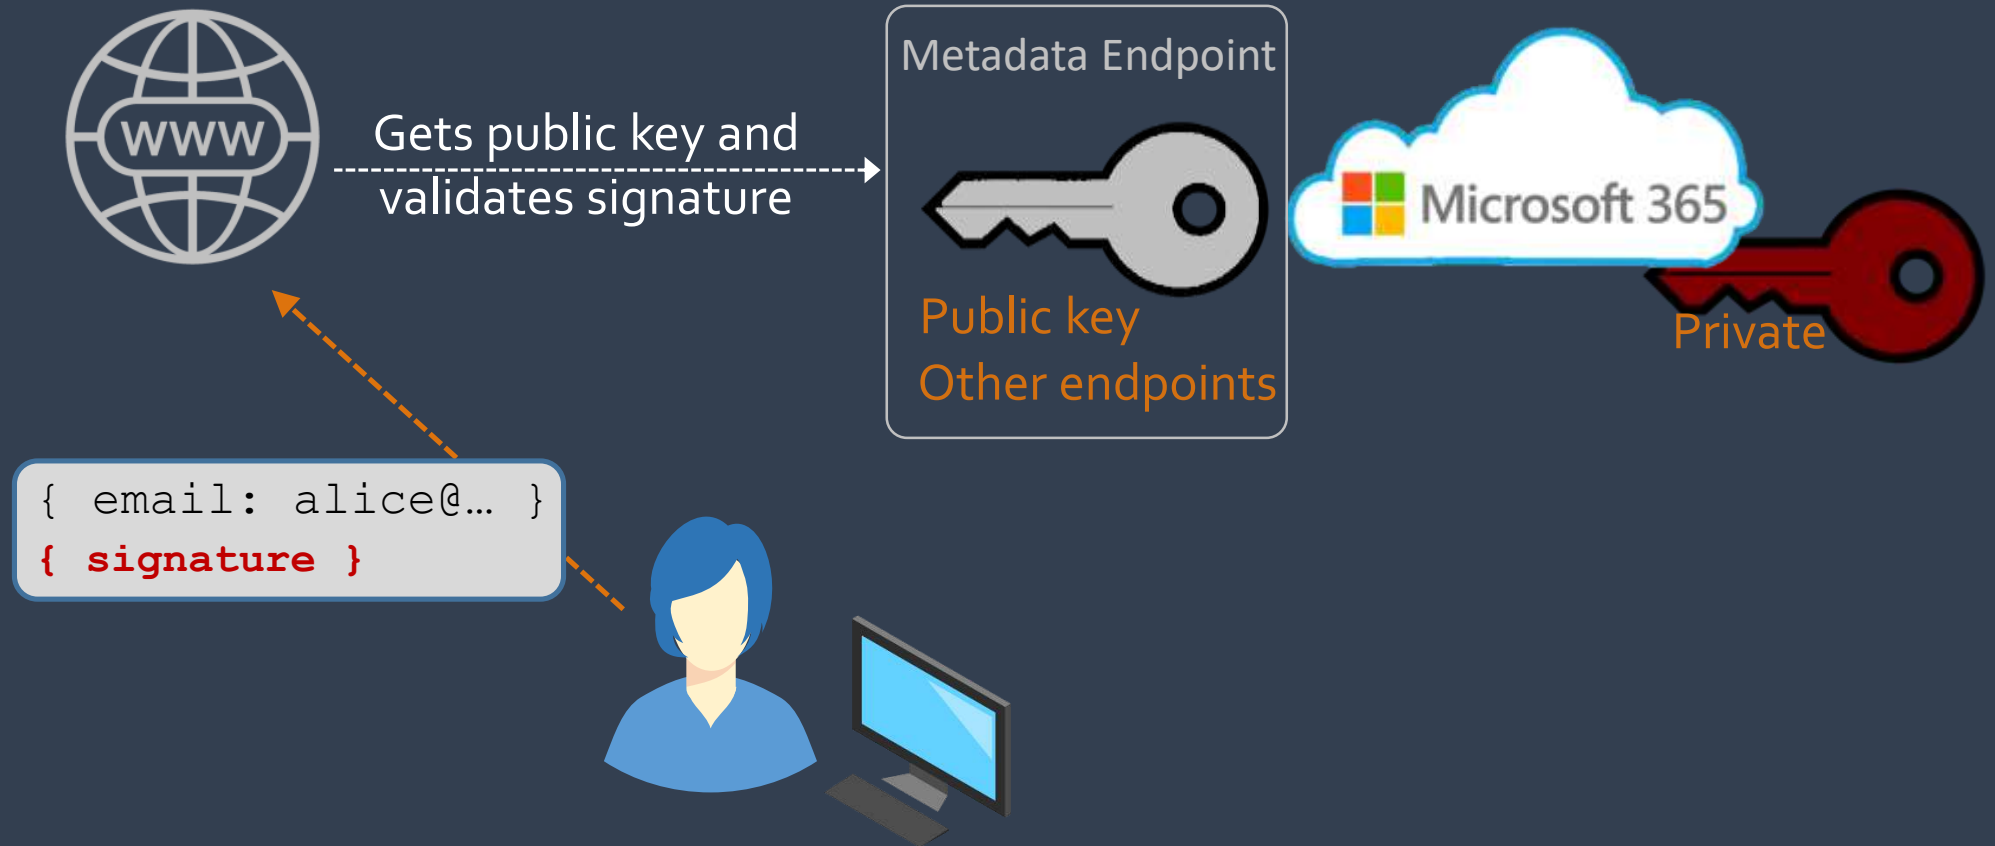 WWW
Gets public key and
validates signature
Metadata Endpoint
Public key
Other endpoints
Microsoft 365
Private
{ email: alice@… }
{ signature }